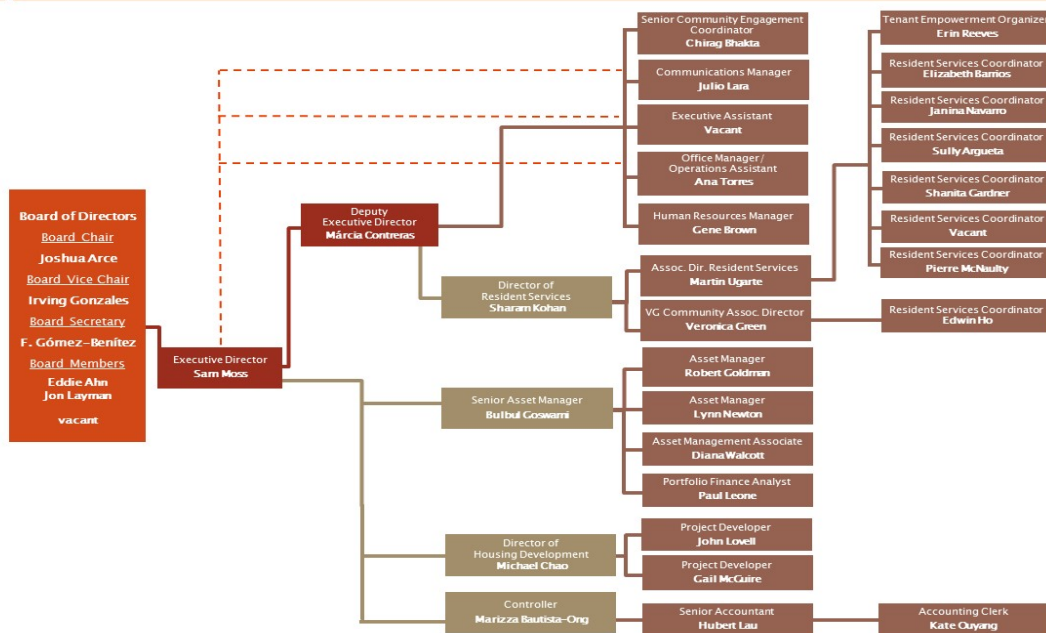 Board of Directors
Board Chair
Joshua Arce
Board Vice Chair
Irving Gonzales
Board Secretary
F. Gómez-Benítez
Board Members
Eddie Ahn
Jon Layman
vacant
Executive Director
Sam Moss
Deputy
Executive Director
Márcia Contreras
Senior Community Engagement
Coordinator
Chirag Bhakta
Communications Manager
Julio Lara
Executive Assistant
Vacant
Office Manager/
Operations Assistant
Ana Torres
Human Resources Manager
Gene Brown
Director of
Resident Services
Sharam Kohan
Assoc. Dir. Resident Services
Martin Ugarte
VG Community Assoc. Director
Veronica Green
Tenant Empowerment Organizer
Erin Reeves
Resident Services Coordinator
Elizabeth Barrios
Resident Services Coordinator
Janina Navarro
Resident Services Coordinator
Sully Argueta
Resident Services Coordinator
Shanita Gardner
Resident Services Coordinator
Vacant
Resident Services Coordinator
Pierre McNaulty
Resident Services Coordinator
Edwin Ho
Senior Asset Manager
Bulbul Goswami
Asset Manager
Robert Goldman
Asset Manager
Lynn Newton
Asset Management Associate
Diana Walcott
Portfolio Finance Analyst
Paul Leone
Director of
Housing Development
Michael Chao
Project Developer
John Lovell
Project Developer
Gail McGuire
Controller
Marizza Bautista-Ong
Senior Accountant
Hubert Lau
Accounting Clerk
Kate Ouyang